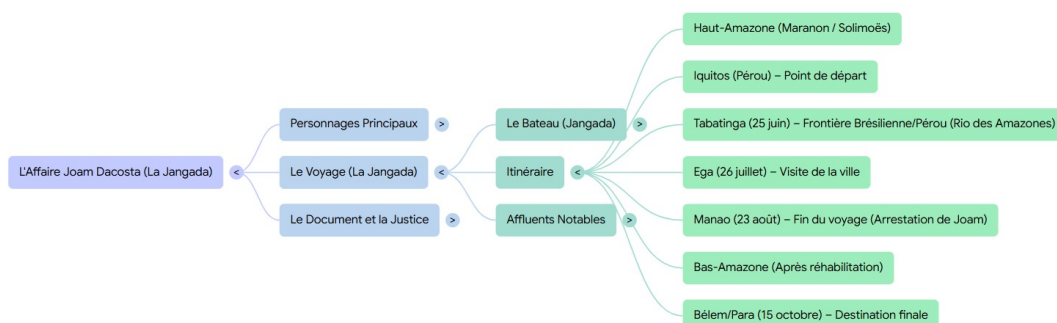 L'Affaire Joam Dacosta (La Jangada)
<
Personnages Principaux
>
Le Voyage (La Jangada)
<
Le Document et la Justice
>
Le Bateau (Jangada)
>
Itinéraire
<
Affluents Notables
>
Haut-Amazone (Maranon / Solimoës)
Iquitos (Pérou) – Point de départ
Tabatinga (25 juin) – Frontière Brésilienne/Pérou (Rio des Amazones)
Ega (26 juillet) – Visite de la ville
Manao (23 août) – Fin du voyage (Arrestation de Joam)
Bas-Amazone (Après réhabilitation)
Bélem/Para (15 octobre) – Destination finale